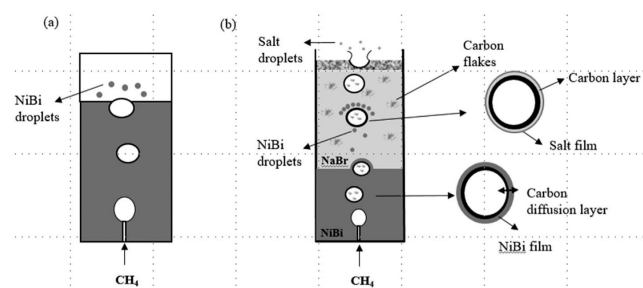 (a)
NiBi
droplets
CH4
(b)
Salt
droplets
Carbon
flakes
Carbon layer
Salt film
NiBi
droplets
NaBr
Carbon
diffusion layer
NiBi film
NiBi
CH4